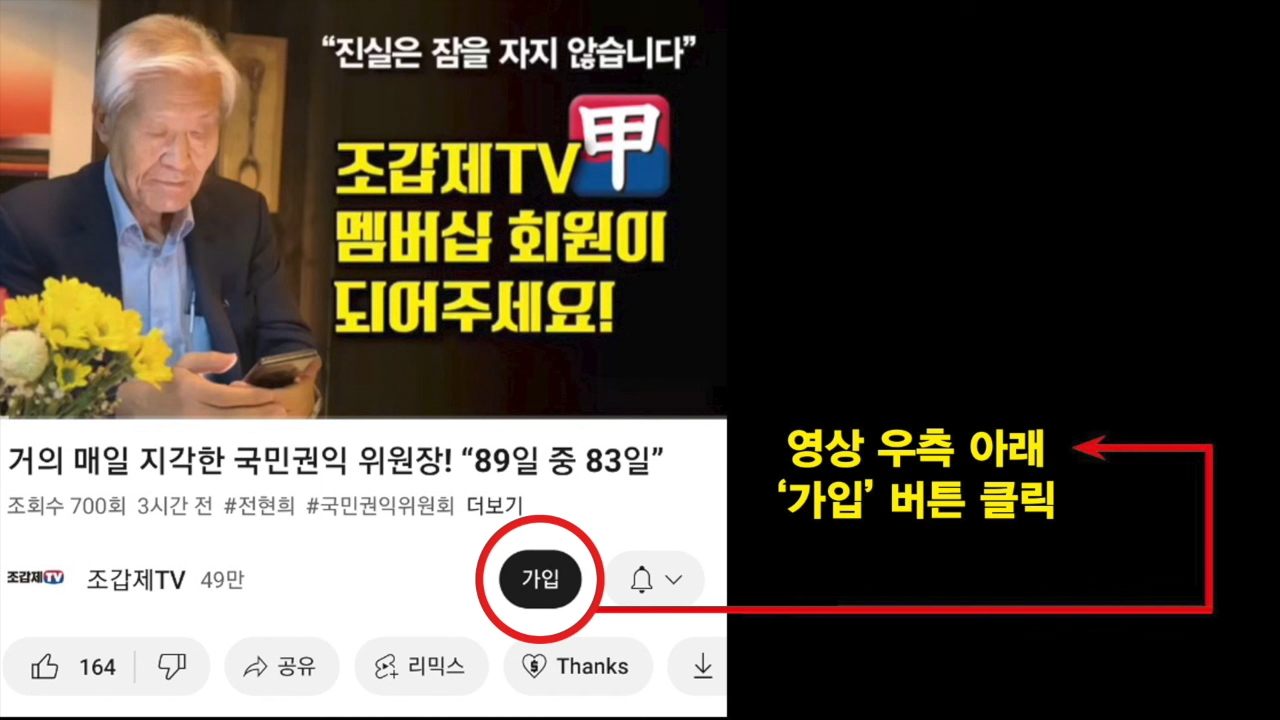 “진실은 잠을 자지 않습니다”
조갑제TV 甲
멤버십 회원이
되어주세요!
거의 매일 지각한 국민권익 위원장! “89일 중 83일”
조회수 700회 3시간 전 #전현희 #국민권익위원회 더보기
조갑제TV 조갑제TV 49만 가입
164 공유 리믹스 Thanks
영상 우측 아래
‘가입’ 버튼 클릭